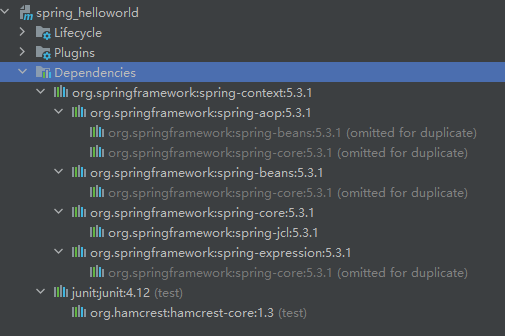 spring_helloworld
Lifecycle
Plugins
Dependencies
org.springframework:spring-context:5.3.1
org.springframework:spring-aop:5.3.1
org.springframework:spring-beans:5.3.1 (omitted for duplicate)
org.springframework:spring-core:5.3.1 (omitted for duplicate)
org.springframework:spring-beans:5.3.1
org.springframework:spring-core:5.3.1 (omitted for duplicate)
org.springframework:spring-core:5.3.1
org.springframework:spring-jcl:5.3.1
org.springframework:spring-expression:5.3.1
org.springframework:spring-core:5.3.1 (omitted for duplicate)
junit:junit:4.12 (test)
org.hamcrest:hamcrest-core:1.3 (test)